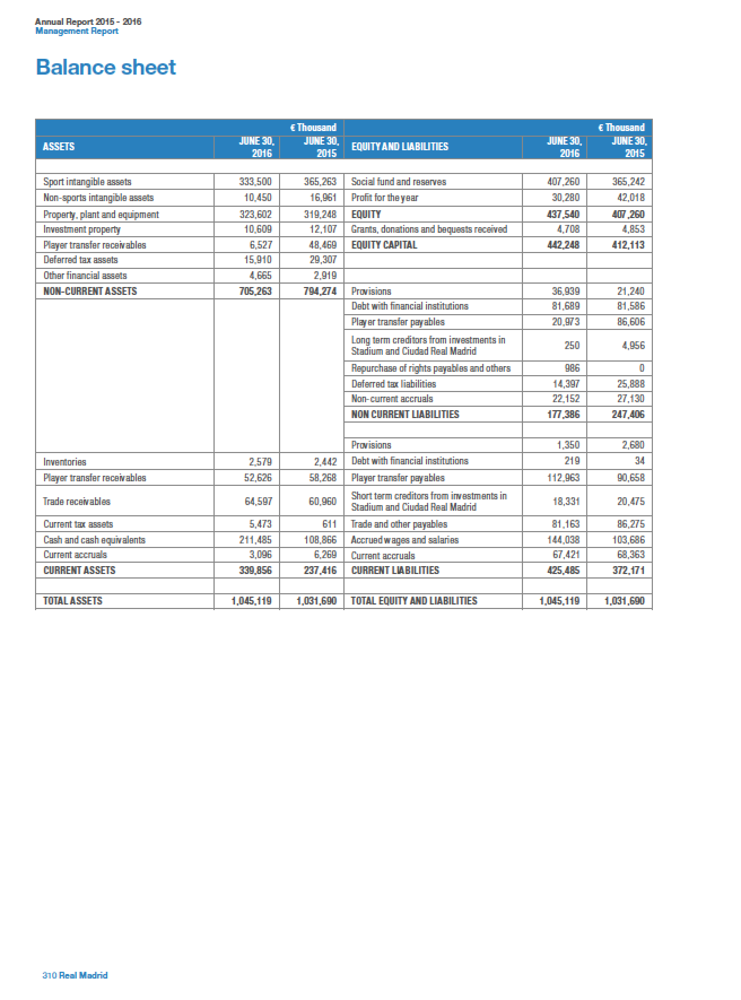 Annual Report 2015 - 2016
Management Report
Balance sheet
€ Thousand € Thousand
ASSETS JUNE 30, 2016 JUNE 30, 2015 EQUITY AND LIABILITIES JUNE 30, 2016 JUNE 30, 2015
Sport intangible assets 333,500 365,263 Social fund and reserves 407,260 365,242
Non-sports intangible assets 10,450 16,961 Profit for the year 30,280 42,018
Property, plant and equipment 323,602 319,248 EQUITY 437,540 407,260
Investment property 10,609 12,107 Grants, donations and bequests received 4,708 4,853
Player transfer receivables 6,527 48,469 EQUITY CAPITAL 442,248 412,113
Deferred tax assets 15,910 29,307
Other financial assets 4,665 2,919
NON-CURRENT ASSETS 705,263 794,274 Provisions 36,939 21,240
Debt with financial institutions 81,689 81,586
Player transfer payables 20,973 86,606
Long term creditors from investments in
Stadium and Ciudad Real Madrid 250 4,956
Repurchase of rights payables and others 986 0
Deferred tax liabilities 14,397 25,888
Non-current accruals 22,152 27,130
NON CURRENT LIABILITIES 177,386 247,406
Provisions 1,350 2,680
Inventories 2,579 2,442 Debt with financial institutions 219 34
Player transfer receivables 52,626 58,268 Player transfer payables 112,963 90,658
Trade receivables 64,597 60,960 Short term creditors from investments in
Stadium and Ciudad Real Madrid 18,331 20,475
Current tax assets 5,473 611 Trade and other payables 81,163 86,275
Cash and cash equivalents 211,485 108,866 Accrued wages and salaries 144,038 103,686
Current accruals 3,096 6,269 Current accruals 67,421 68,363
CURRENT ASSETS 339,856 237,416 CURRENT LIABILITIES 425,485 372,171
TOTAL ASSETS 1,045,119 1,031,690 TOTAL EQUITY AND LIABILITIES 1,045,119 1,031,690
310 Real Madrid